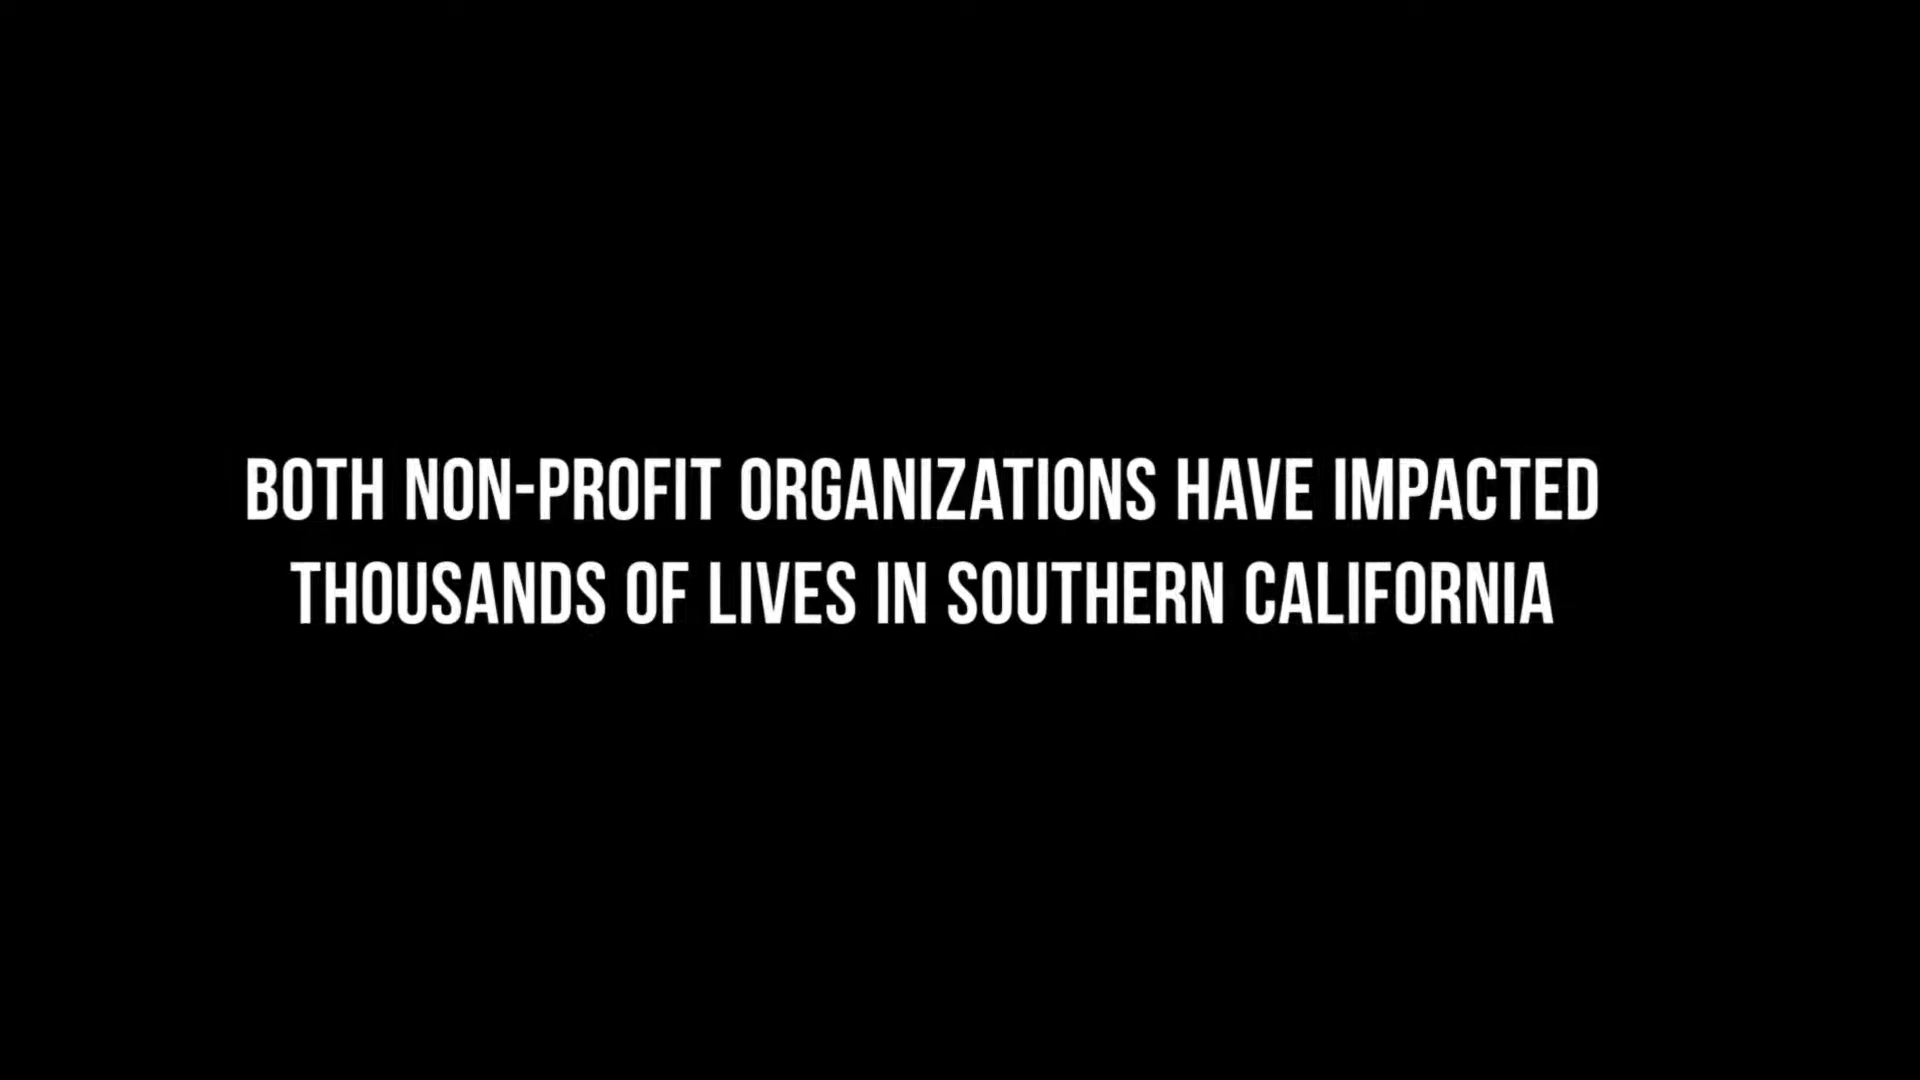 BOTH NON-PROFIT ORGANIZATIONS HAVE IMPACTED
THOUSANDS OF LIVES IN SOUTHERN CALIFORNIA